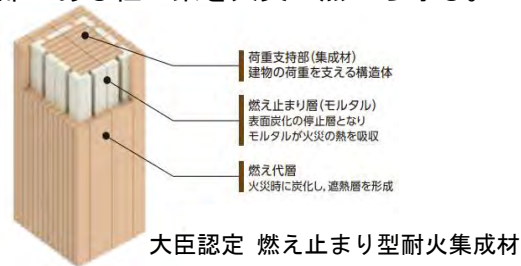 荷重支持部(集成材)
建物の荷重を支える構造体
燃え止まり層(モルタル)
表面炭化の停止層となり
モルタルが火災の熱を吸収
燃え代層
火災時に炭化し、遮熱層を形成
大臣認定 燃え止まり型耐火集成材